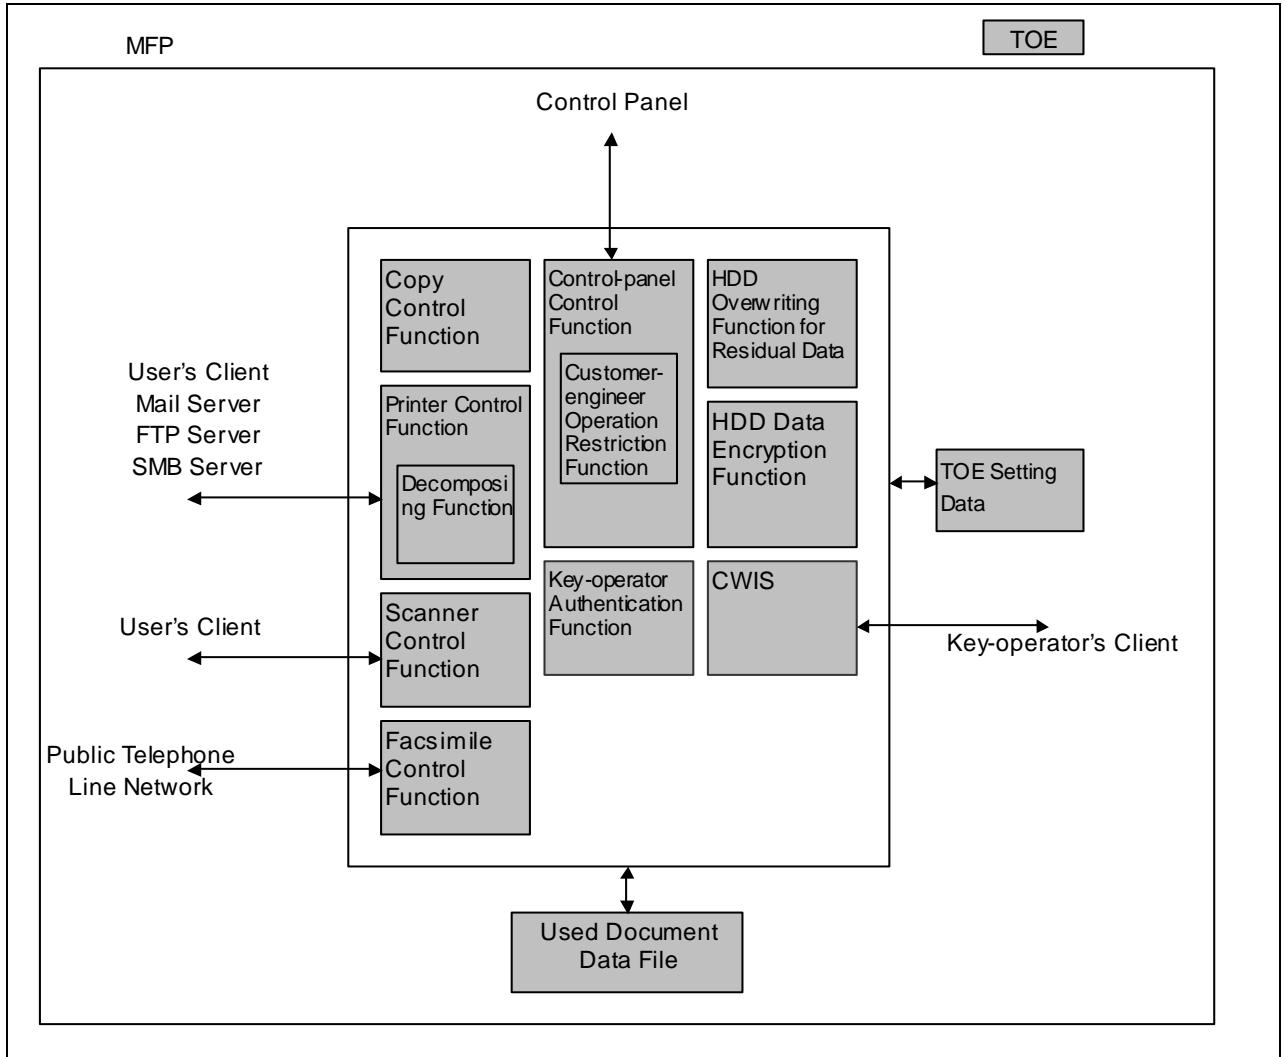 MFP
TOE
Control Panel
Copy
Control
Function
Control-panel
Control
Function
Customer-
engineer
Operation
Restriction
Function
HDD
Overwriting
Function for
Residual Data
User's Client
Mail Server
FTP Server
SMB Server
Printer Control
Function
Decomposi
ng Function
HDD Data
Encryption
Function
TOE Setting
Data
User's Client
Scanner
Control
Function
Key-operator
Authentication
Function
CWIS
Key-operator's Client
Public Telephone
Line Network
Facsimile
Control
Function
Used Document
Data File